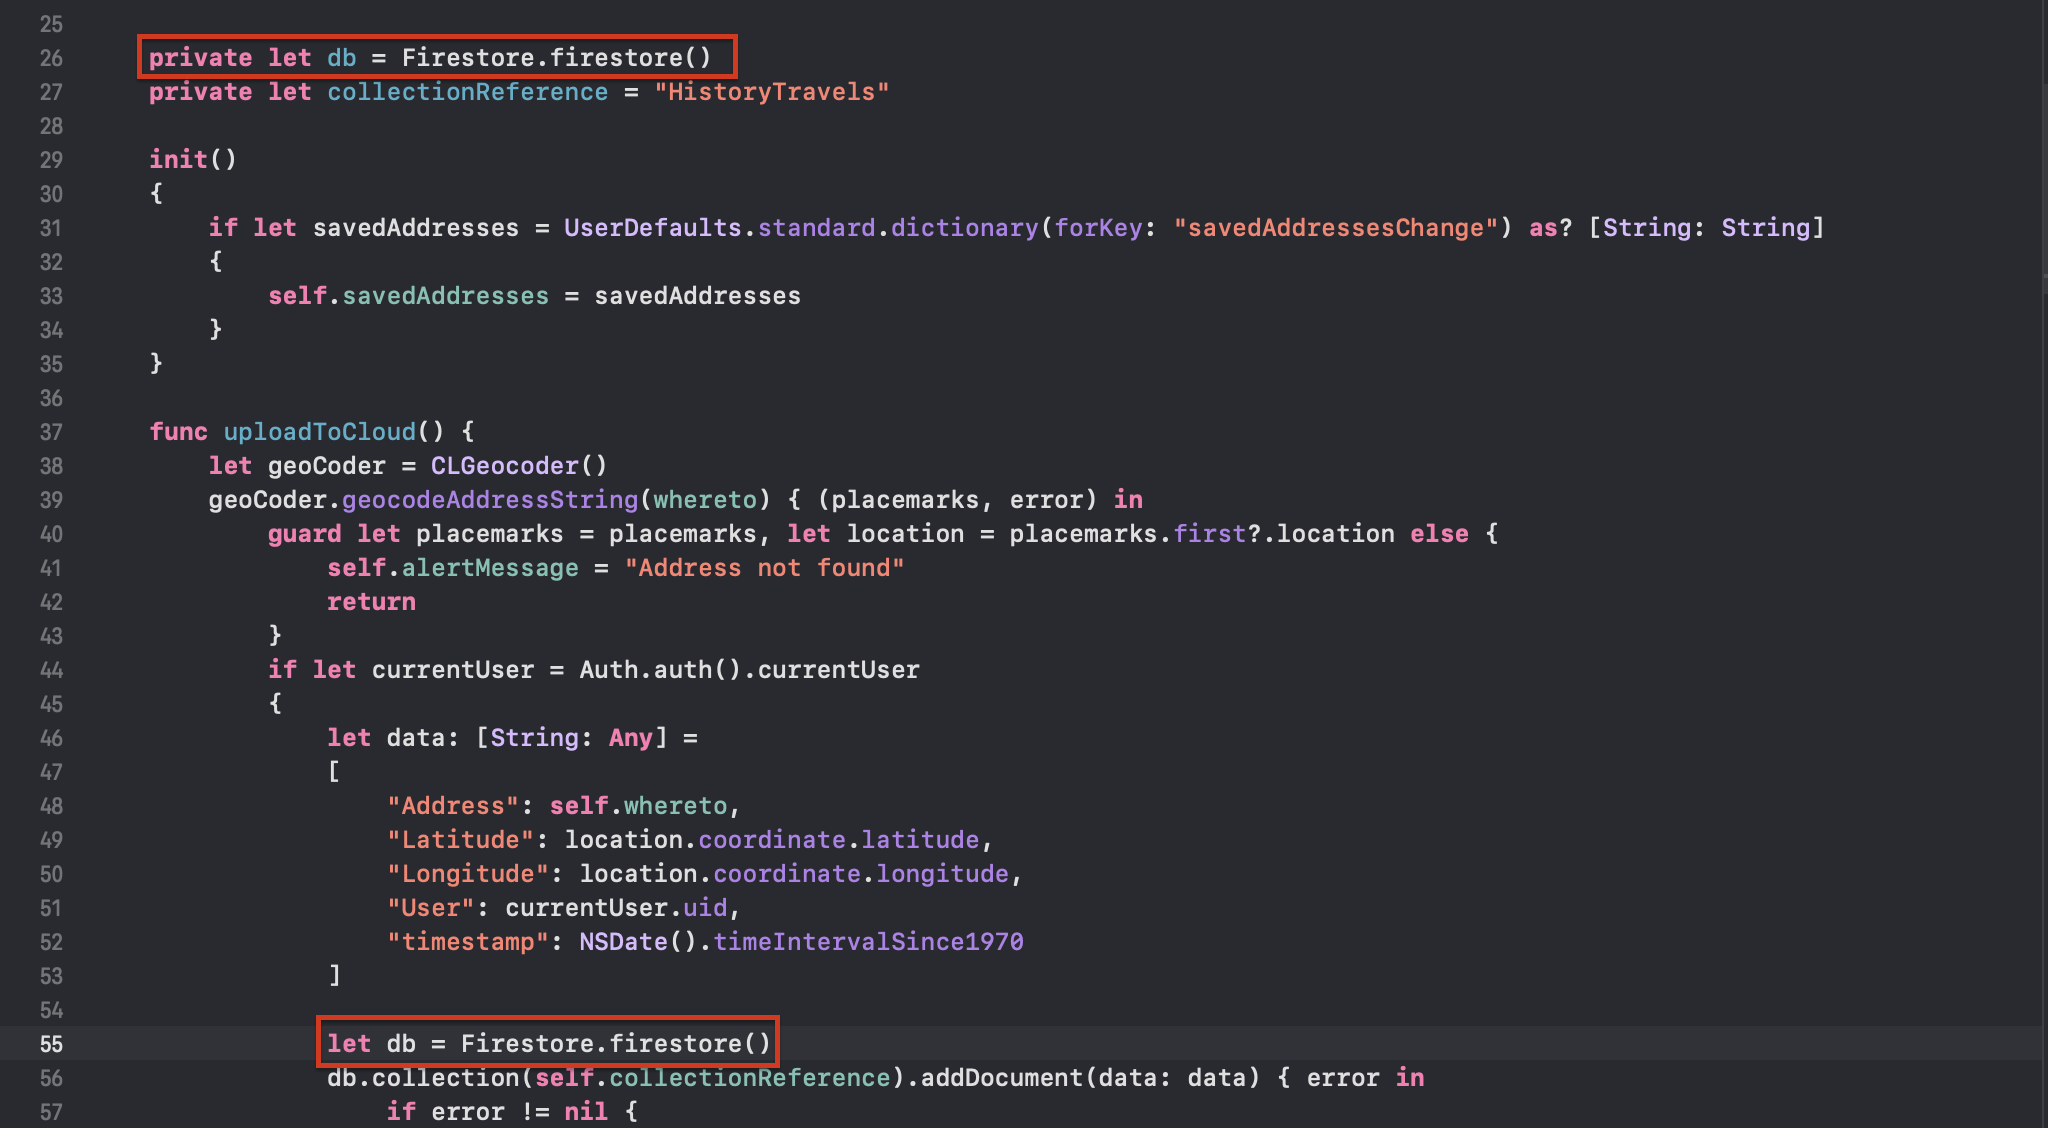 25
26 private let db = Firestore.firestore()
27 private let collectionReference = "HistoryTravels"
28
29 init()
30 {
31 if let savedAddresses = UserDefaults.standard.dictionary(forKey: "savedAddressesChange") as? [String: String]
32 {
33 self.savedAddresses = savedAddresses
34 }
35 }
36
37 func uploadToCloud() {
38 let geoCoder = CLGeocoder()
39 geoCoder.geocodeAddressString(whereto) { (placemarks, error) in
40 guard let placemarks = placemarks, let location = placemarks.first?.location else {
41 self.alertMessage = "Address not found"
42 return
43 }
44 if let currentUser = Auth.auth().currentUser
45 {
46 let data: [String: Any] =
47 [
48 "Address": self.whereto,
49 "Latitude": location.coordinate.latitude,
50 "Longitude": location.coordinate.longitude,
51 "User": currentUser.uid,
52 "timestamp": NSDate().timeIntervalSince1970
53 ]
54
55 let db = Firestore.firestore()
56 db.collection(self.collectionReference).addDocument(data: data) { error in
57 if error != nil {